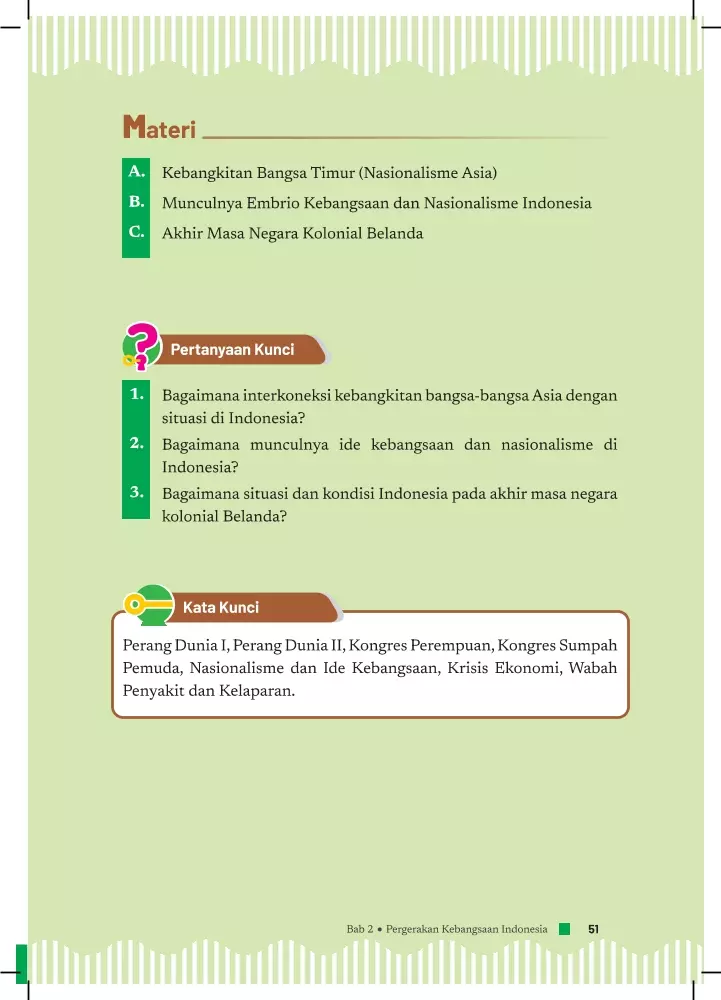 Materi
A. Kebangkitan Bangsa Timur (Nasionalisme Asia)
B. Munculnya Embrio Kebangsaan dan Nasionalisme Indonesia
C. Akhir Masa Negara Kolonial Belanda
Pertanyaan Kunci
1. Bagaimana interkoneksi kebangkitan bangsa-bangsa Asia dengan
situasi di Indonesia?
2. Bagaimana munculnya ide kebangsaan dan nasionalisme di
Indonesia?
3. Bagaimana situasi dan kondisi Indonesia pada akhir masa negara
kolonial Belanda?
Kata Kunci
Perang Dunia I, Perang Dunia II, Kongres Perempuan, Kongres Sumpah
Pemuda, Nasionalisme dan Ide Kebangsaan, Krisis Ekonomi, Wabah
Penyakit dan Kelaparan.
Bab 2 • Pergerakan Kebangsaan Indonesia 51